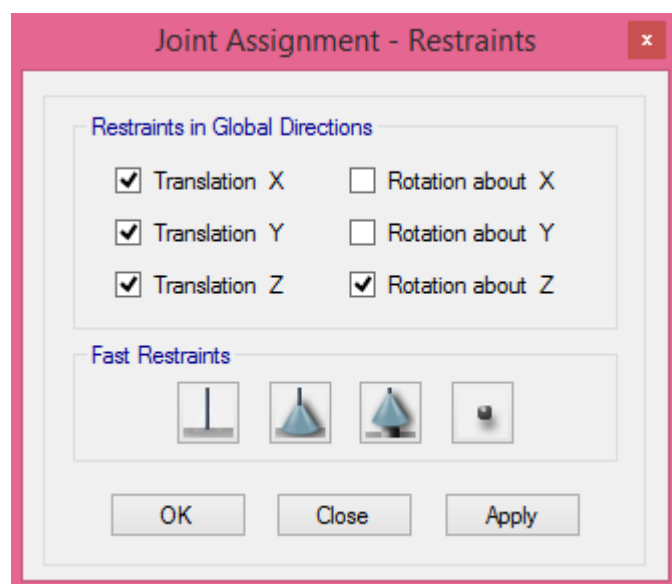 Joint Assignment - Restraints
x
Restraints in Global Directions
Translation X
Rotation about X
Translation Y
Rotation about Y
Translation Z
Rotation about Z
Fast Restraints
OK
Close
Apply